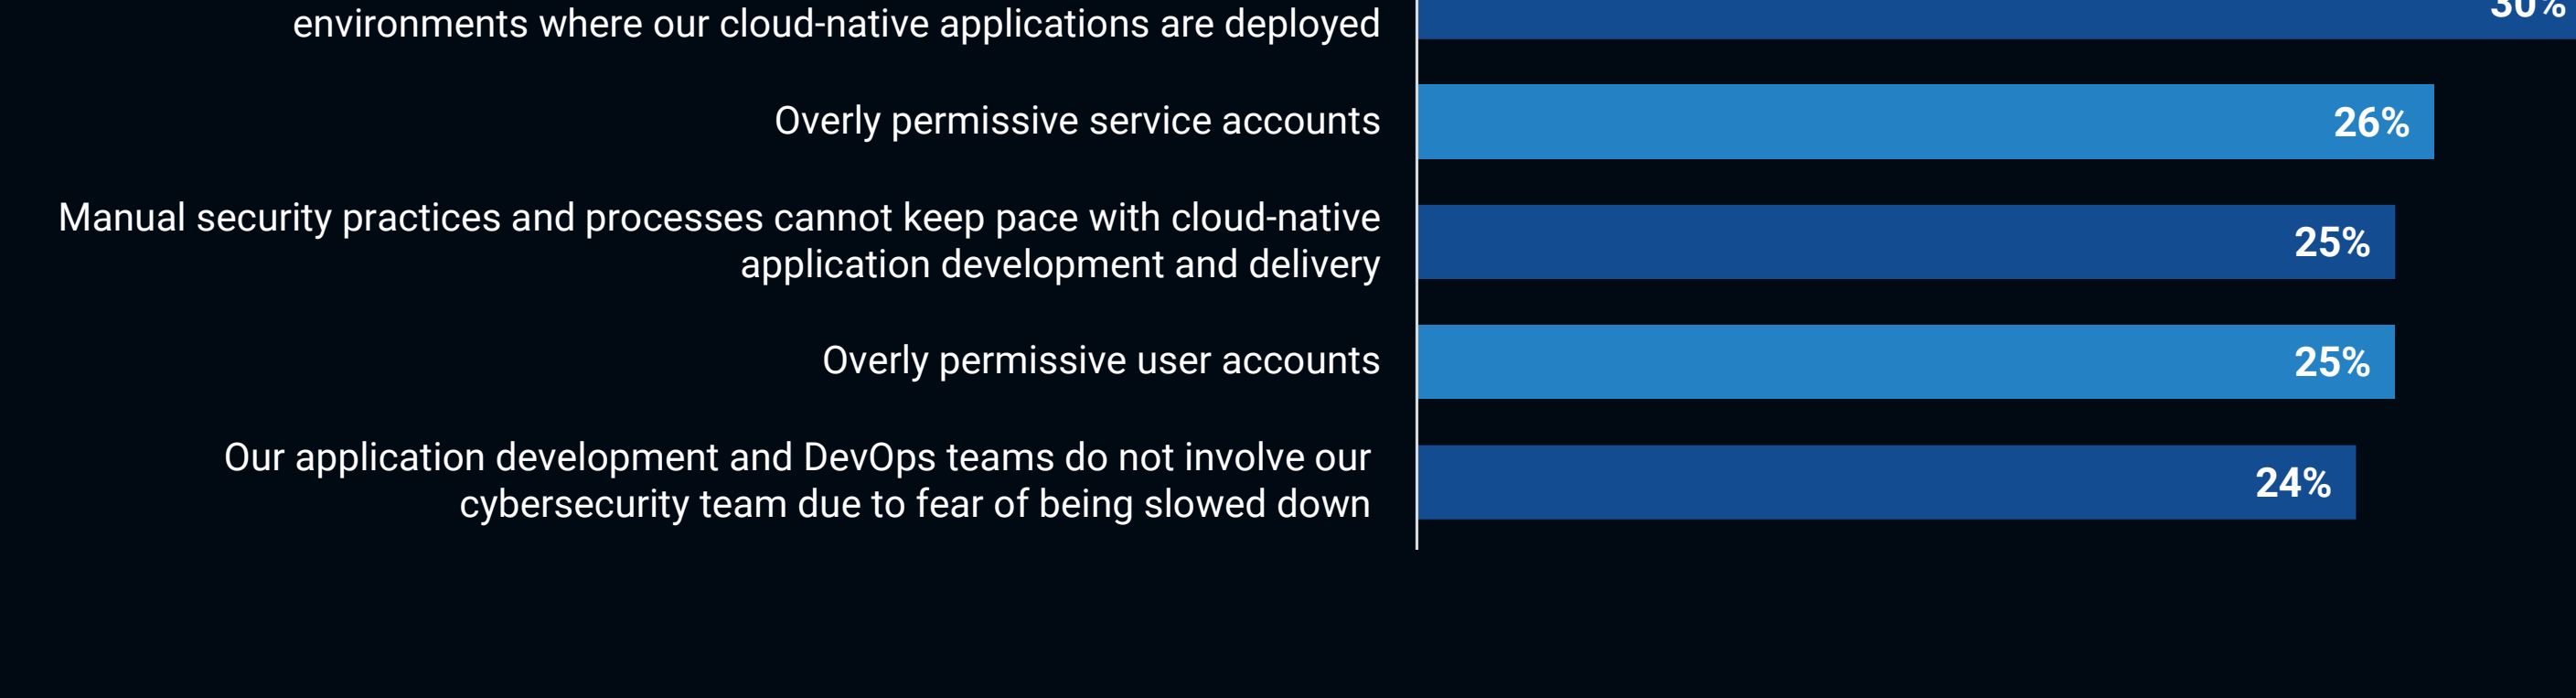 environments where our cloud-native applications are deployed
30%
Overly permissive service accounts
26%
Manual security practices and processes cannot keep pace with cloud-native
application development and delivery
25%
Overly permissive user accounts
25%
Our application development and DevOps teams do not involve our
cybersecurity team due to fear of being slowed down
24%